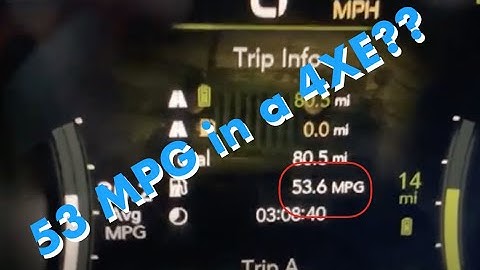 0
MPH
Trip Info
80.5 mi
0.0 mi
80.5 mi
53.6 MPG
Avg
MPG
03:08:40
14
mi
Trip A
53 MPG in a 4XE??